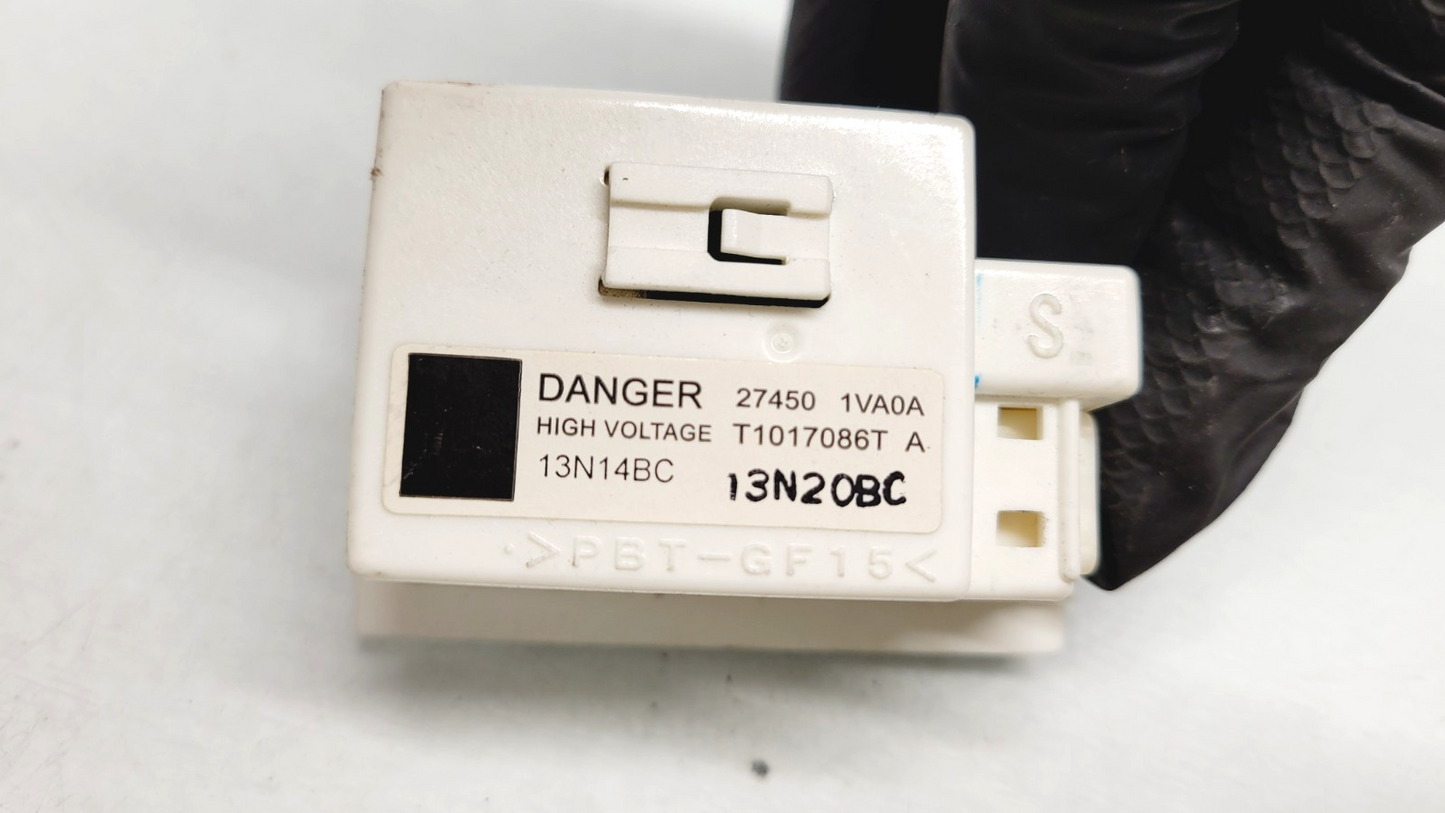 S
DANGER 27450 1VA0A
HIGH VOLTAGE T1017086T A
13N14BC 13N20BC
>PBT-GF15<